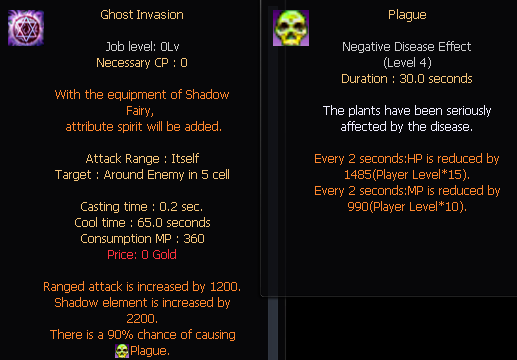 Ghost Invasion
Job level: 0Lv
Necessary CP : 0
With the equipment of Shadow
Fairy,
attribute spirit will be added.
Attack Range : Itself
Target : Around Enemy in 5 cell
Casting time : 0.2 sec.
Cool time : 65.0 seconds
Consumption MP : 360
Price: 0 Gold
Ranged attack is increased by 1200.
Shadow element is increased by
2200.
There is a 90% chance of causing
Plague.
Plague
Negative Disease Effect
(Level 4)
Duration : 30.0 seconds
The plants have been seriously
affected by the disease.
Every 2 seconds:HP is reduced by
1485(Player Level*15).
Every 2 seconds:MP is reduced by
990(Player Level*10).